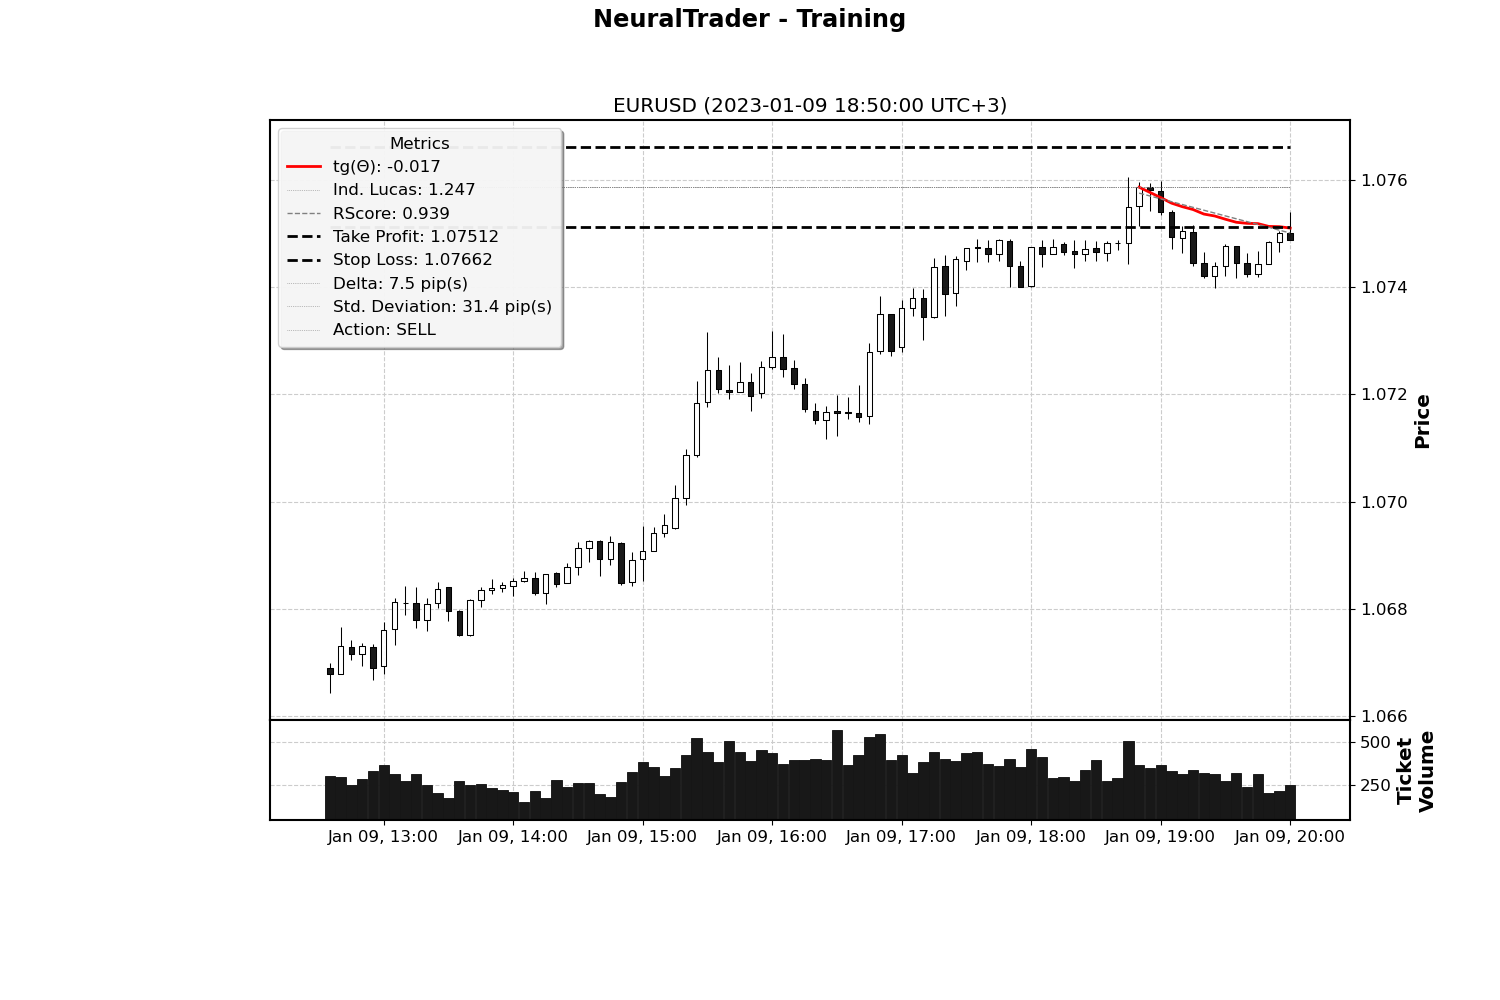 NeuralTrader - Training
EURUSD (2023-01-09 18:50:00 UTC+3)
Metrics
tg(Θ): -0.017
Ind. Lucas: 1.247
RScore: 0.939
Take Profit: 1.07512
Stop Loss: 1.07662
Delta: 7.5 pip(s)
Std. Deviation: 31.4 pip(s)
Action: SELL
1.076
1.074
1.072
1.070
1.068
1.066
Price
500
250
Ticket
Volume
Jan 09, 13:00
Jan 09, 14:00
Jan 09, 15:00
Jan 09, 16:00
Jan 09, 17:00
Jan 09, 18:00
Jan 09, 19:00
Jan 09, 20:00